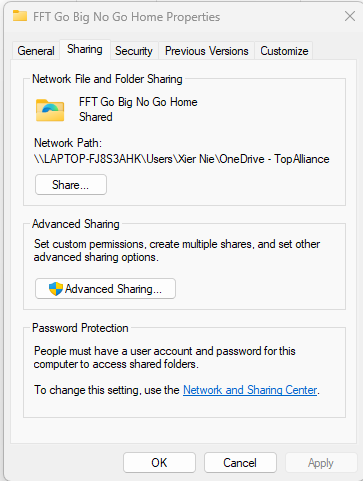 FFT Go Big No Go Home Properties
General
Sharing
Security
Previous Versions
Customize
Network File and Folder Sharing
FFT Go Big No Go Home
Shared
Network Path:
\\LAPTOP-FJ8S3AHK\Users\Xier Nie\OneDrive - TopAlliance
Share...
Advanced Sharing
Set custom permissions, create multiple shares, and set other
advanced sharing options.
Advanced Sharing...
Password Protection
People must have a user account and password for this
computer to access shared folders.
To change this setting, use the Network and Sharing Center.
OK
Cancel
Apply